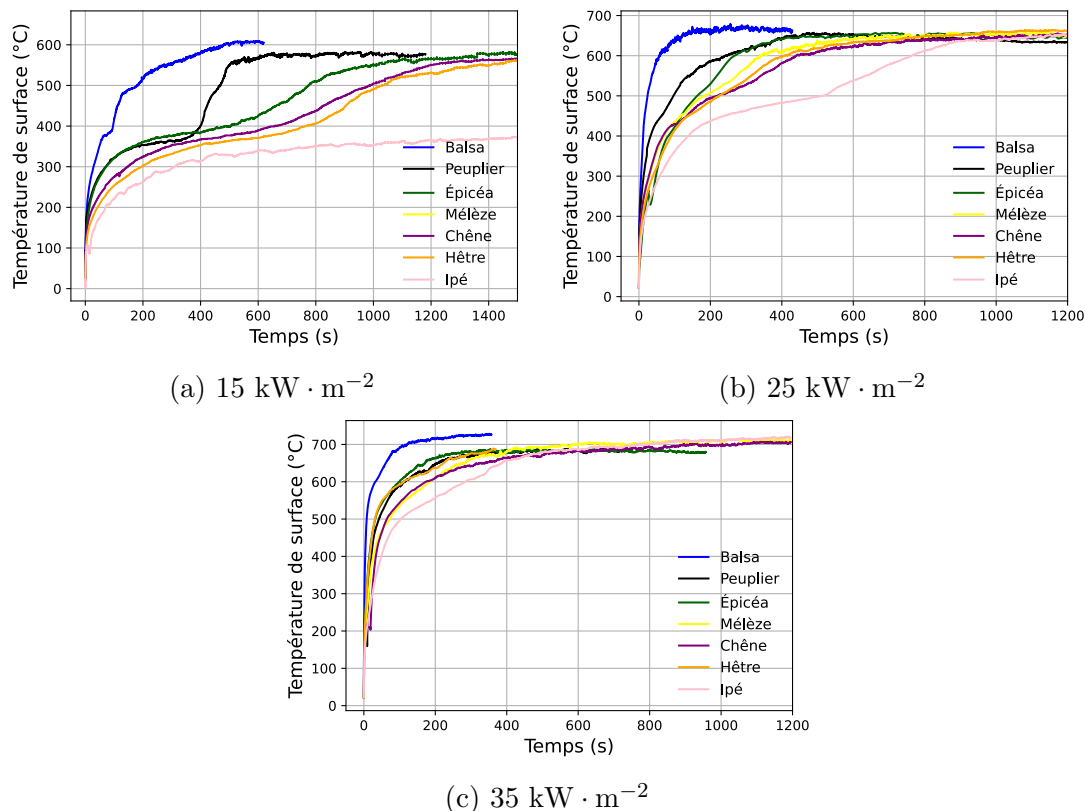 600
500
400
300
200
100
0
Température de surface (°C)
Balsa
Peuplier
Épicéa
Mélèze
Chêne
Hêtre
Ipé
0 200 400 600 800 1000 1200 1400
Temps (s)
(a) 15 kW · m⁻²
700
600
500
400
300
200
100
0
Température de surface (°C)
Balsa
Peuplier
Épicéa
Mélèze
Chêne
Hêtre
Ipé
0 200 400 600 800 1000 1200
Temps (s)
(b) 25 kW · m⁻²
700
600
500
400
300
200
100
0
Température de surface (°C)
Balsa
Peuplier
Épicéa
Mélèze
Chêne
Hêtre
Ipé
0 200 400 600 800 1000 1200
Temps (s)
(c) 35 kW · m⁻²